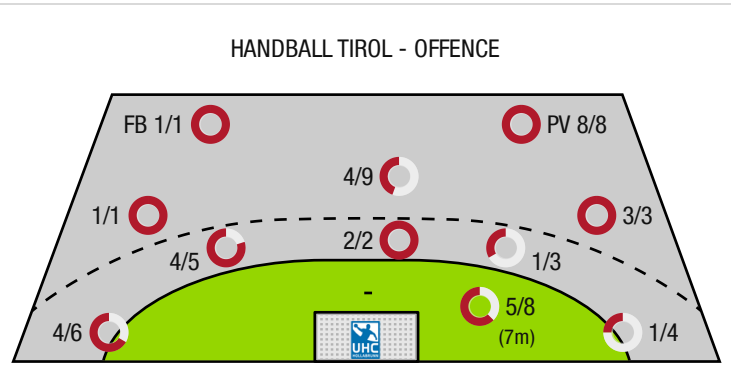 HANDBALL TIROL - OFFENCE
FB 1/1
PV 8/8
4/9
1/1
3/3
4/5
2/2
1/3
-
5/8
(7m)
4/6
1/4
UHC
HOLLABRUNN